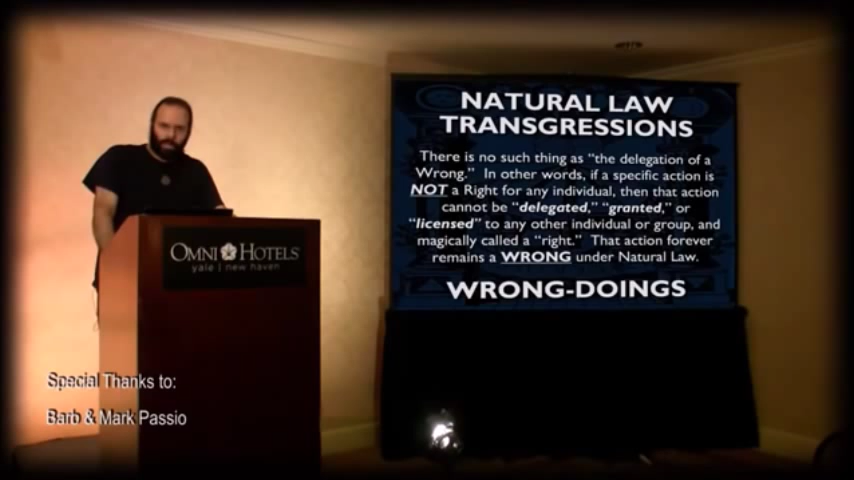 NATURAL LAW
TRANSGRESSIONS
There is no such thing as “the delegation of a
Wrong.” In other words, if a specific action is
NOT a Right for any individual, then that action
cannot be “delegated,” “granted,” or
“licensed” to any other individual or group, and
magically called a “right.” That action forever
remains a WRONG under Natural Law.
WRONG-DOINGS
OMNI HOTELS
yale | new haven
Special Thanks to:
Barb & Mark Passio